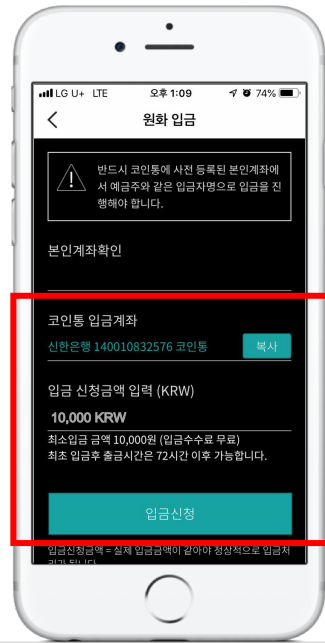 LG U+ LTE 오후 1:09 74%
원화 입금
반드시 코인통에 사전 등록된 본인계좌에
서 예금주와 같은 입금자명으로 입금을 진
행해야 합니다.
본인계좌확인
코인통 입금계좌
신한은행 140010832576 코인통 복사
입금 신청금액 입력 (KRW)
10,000 KRW
최소입금 금액 10,000원 (입금수수료 무료)
최초 입금후 출금시간은 72시간 이후 가능합니다.
입금신청
입금신청금액 = 실제 입금금액이 같아야 정상적으로 입금처
리가 됩니다